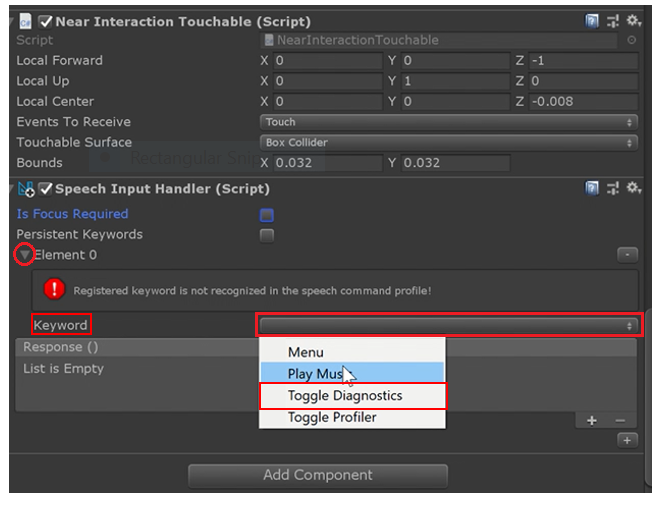 Near Interaction Touchable (Script)
Script NearInteractionTouchable
Local Forward X 0 Y 0 Z -1
Local Up X 0 Y 1 Z 0
Local Center X 0 Y 0 Z -0.008
Events To Receive Touch
Touchable Surface Box Collider
Bounds X 0.032 Y 0.032
Speech Input Handler (Script)
Is Focus Required
Persistent Keywords
Element 0
Registered keyword is not recognized in the speech command profile!
Keyword
Response ()
List is Empty
Menu
Play
Toggle Diagnostics
Toggle Profiler
Add Component